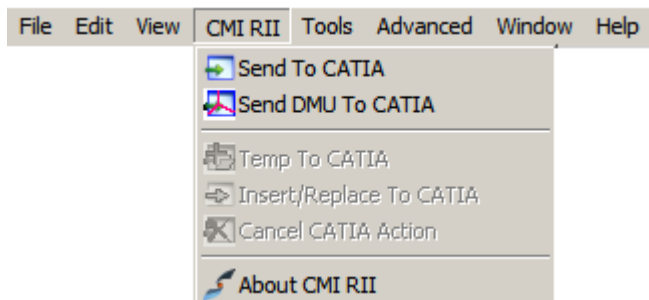 File Edit View CMI RII Tools Advanced Window Help
Send To CATIA
Send DMU To CATIA
Temp To CATIA
Insert/Replace To CATIA
Cancel CATIA Action
About CMI RII